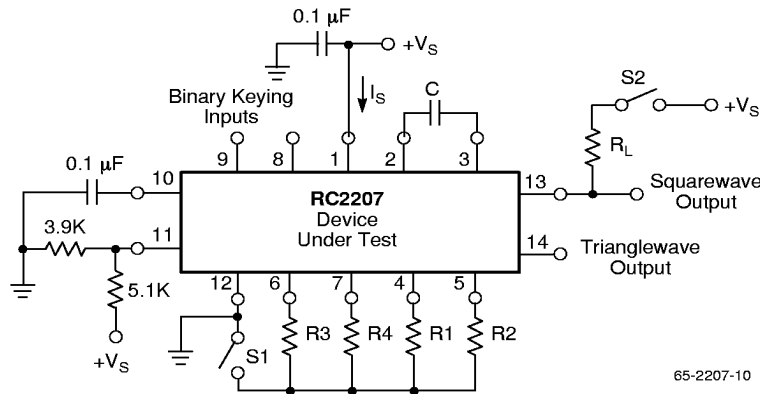 0.1 µF
+VS
IS
C
S2
+VS
Binary Keying
Inputs
RL
9
8
1
2
3
0.1 µF
10
RC2207
Device
Under Test
13
Squarewave
Output
3.9K
11
14
Trianglewave
Output
5.1K
12
6
7
4
5
+VS
S1
R3
R4
R1
R2
65-2207-10